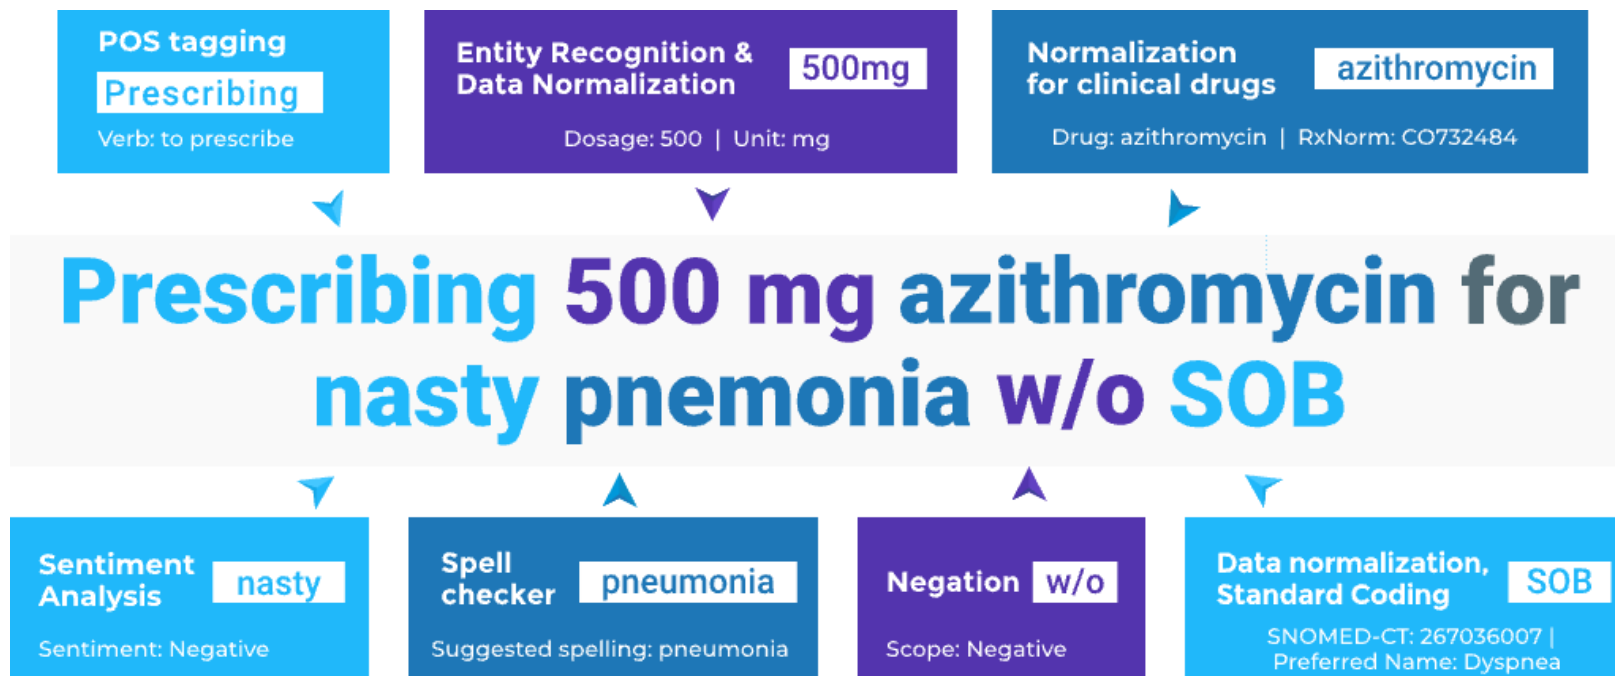 POS tagging
Prescribing
Verb: to prescribe
Entity Recognition &
Data Normalization
500mg
Dosage: 500 | Unit: mg
Normalization
for clinical drugs
azithromycin
Drug: azithromycin | RxNorm: CO732484
Prescribing 500 mg azithromycin for
nasty pnemonia w/o SOB
Sentiment
Analysis
nasty
Sentiment: Negative
Spell
checker
pneumonia
Suggested spelling: pneumonia
Negation
w/o
Scope: Negative
Data normalization,
Standard Coding
SOB
SNOMED-CT: 267036007 |
Preferred Name: Dyspnea